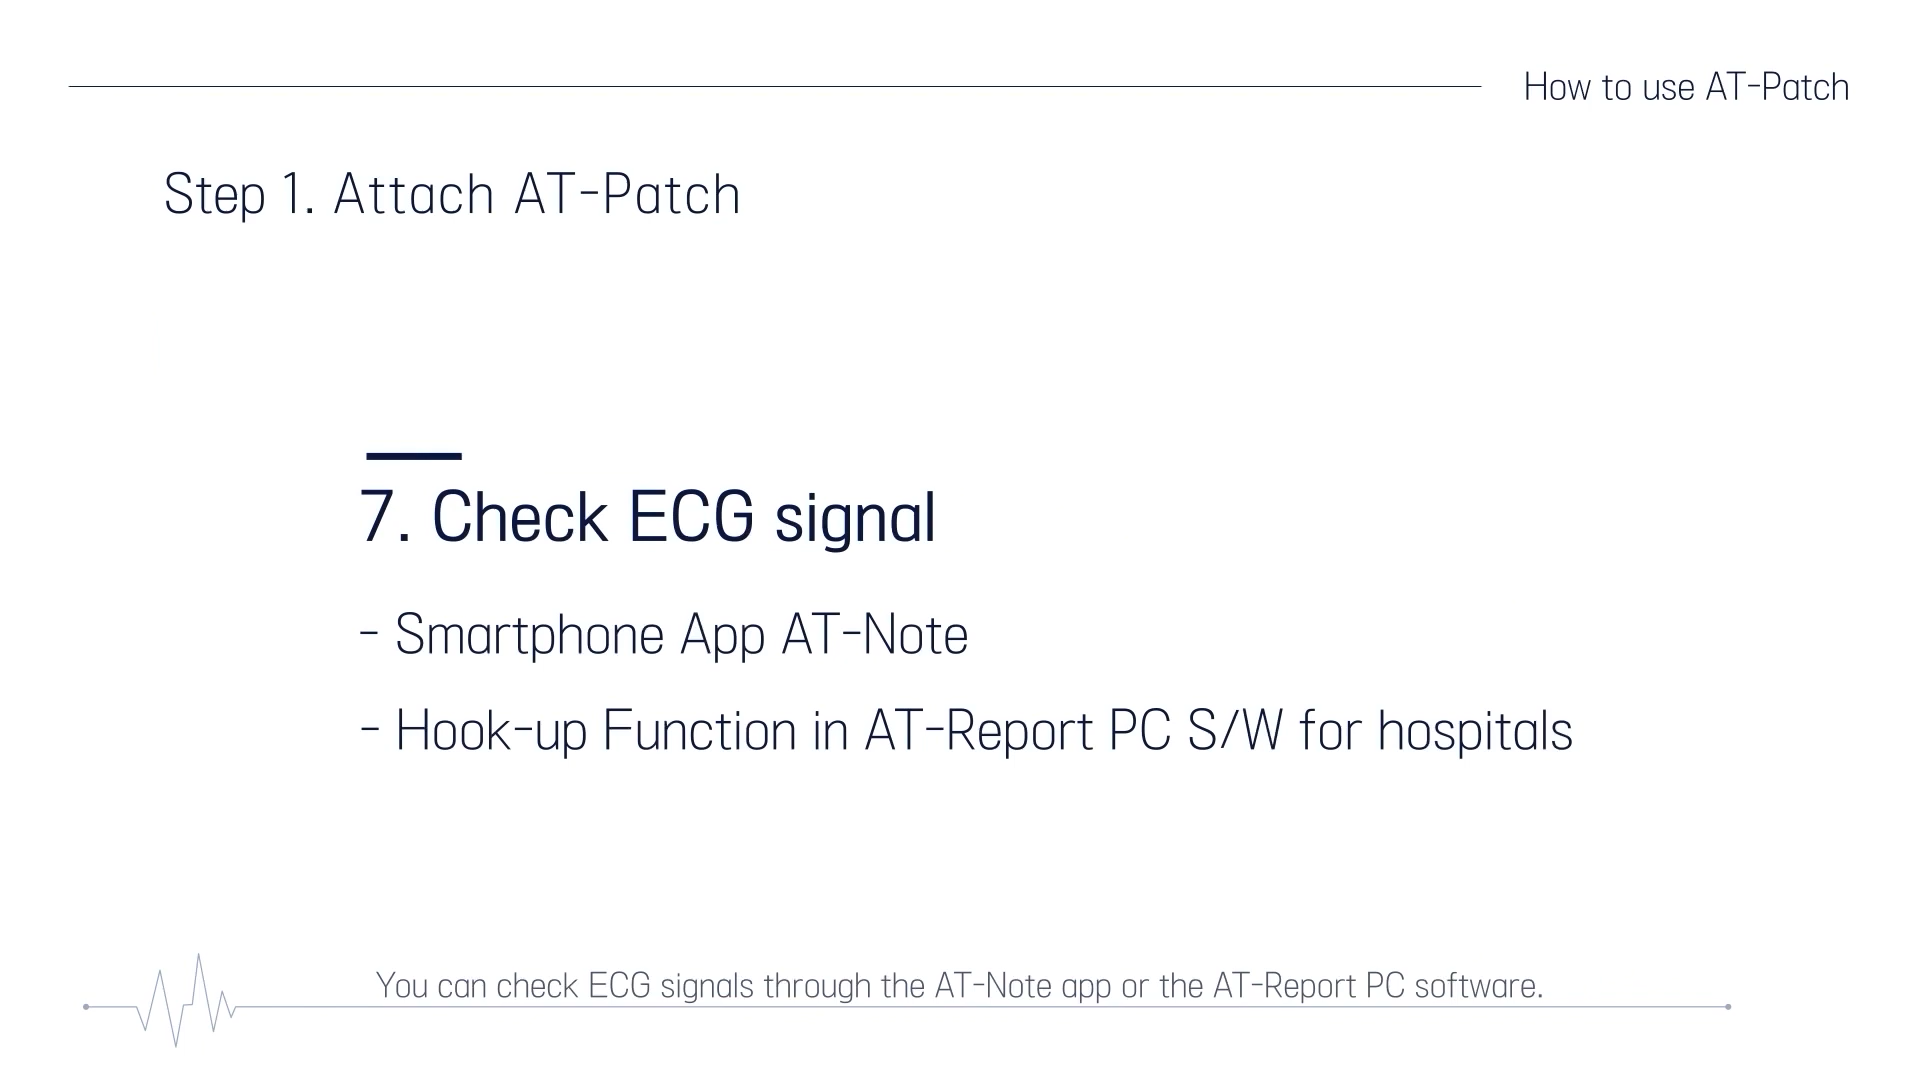 How to use AT-Patch
Step 1. Attach AT-Patch
7. Check ECG signal
- Smartphone App AT-Note
- Hook-up Function in AT-Report PC S/W for hospitals
You can check ECG signals through the AT-Note app or the AT-Report PC software.